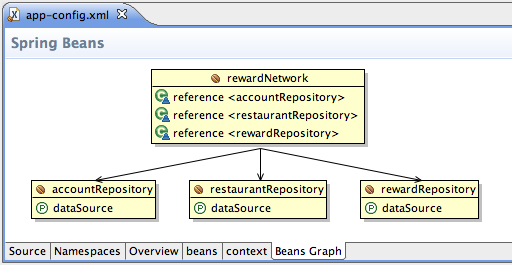 app-config.xml
Spring Beans
rewardNetwork
reference <accountRepository>
reference <restaurantRepository>
reference <rewardRepository>
accountRepository restaurantRepository rewardRepository
P dataSource P dataSource P dataSource
Source Namespaces Overview beans context Beans Graph